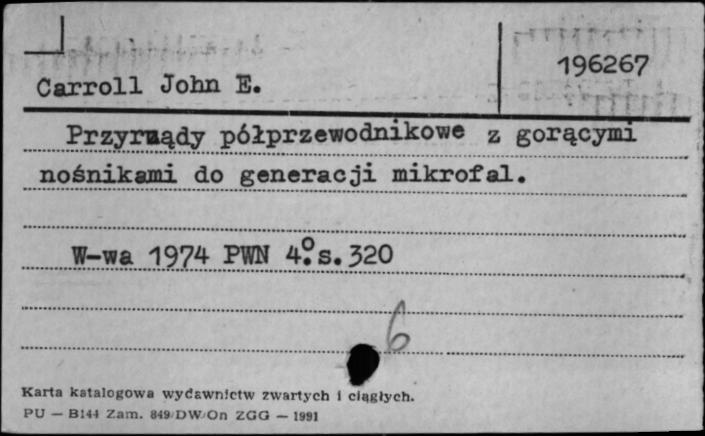 196267
Carroll John E.
Przyrządy półprzewodnikowe z gorącymi
nośnikami do generacji mikrofal.
W-wa 1974 PWN 4.° s. 320
6
Karta katalogowa wydawnictw zwartych i ciągłych.
PU — B144 Zam. 849/DW/On ZGG — 1991